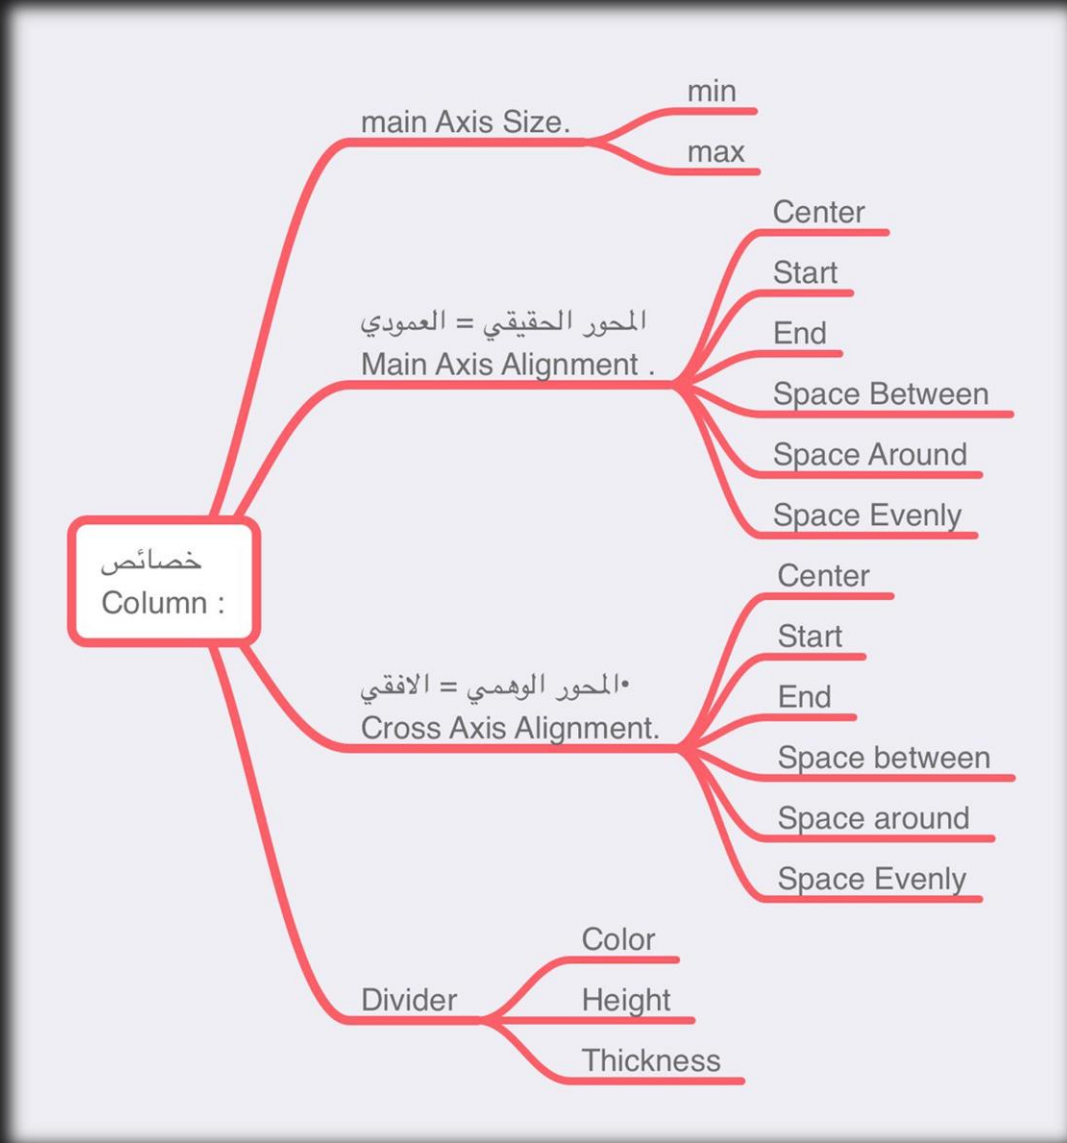 main Axis Size.
min
max
المحور الحقيقي = العمودي
Main Axis Alignment .
Center
Start
End
Space Between
Space Around
Space Evenly
خصائص
Column :
•المحور الوهمي = الافقي
Cross Axis Alignment.
Center
Start
End
Space between
Space around
Space Evenly
Divider
Color
Height
Thickness